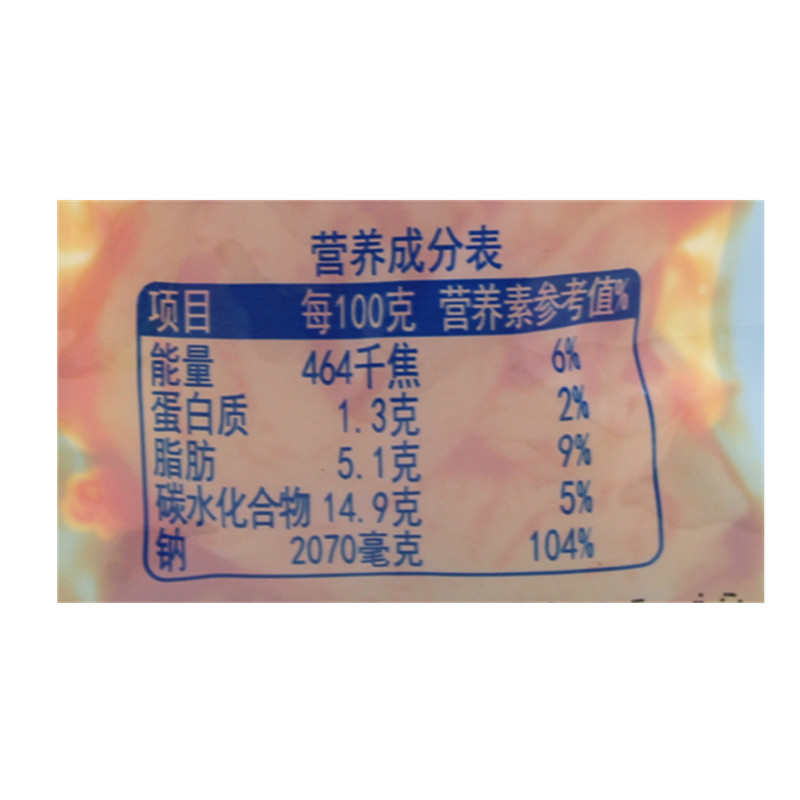 营养成分表
项目 每100克 营养素参考值%
能量 464千焦 6%
蛋白质 1.3克 2%
脂肪 5.1克 9%
碳水化合物 14.9克 5%
钠 2070毫克 104%